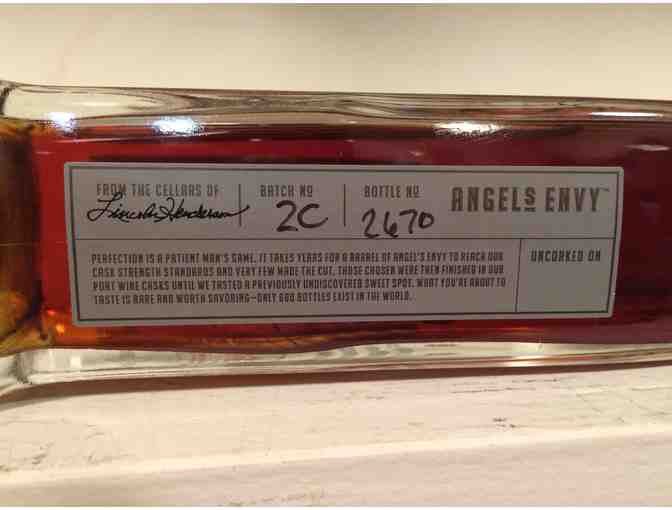 FROM THE CELLARS OF
Lincoln Henderson
BATCH Nº
2C
BOTTLE Nº
2670
ANGELS ENVY™
PERFECTION IS A PATIENT MAN'S GAME. IT TAKES YEARS FOR A BARREL OF ANGEL'S ENVY TO REACH OUR
CASK STRENGTH STANDARDS AND VERY FEW MADE THE CUT. THOSE CHOSEN WERE THEN FINISHED IN OUR
PORT WINE CASKS UNTIL WE TASTED A PREVIOUSLY UNDISCOVERED SWEET SPOT. WHAT YOU'RE ABOUT TO
TASTE IS RARE AND WORTH SAVORING—ONLY 600 BOTTLES EXIST IN THE WORLD.
UNCORKED ON